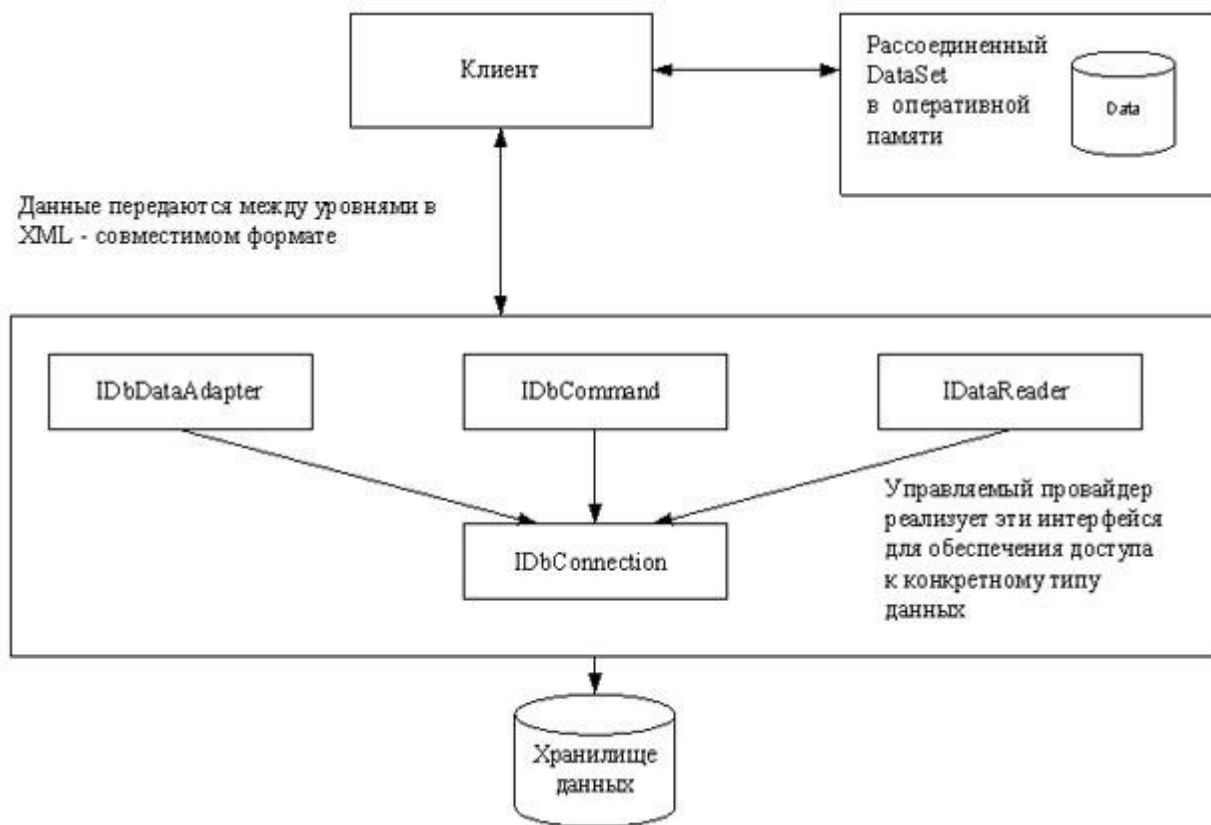 Клиент
Рассоединенный
DataSet
в оперативной
памяти
Data
Данные передаются между уровнями в
XML - совместимом формате
IDbDataAdapter
IDbCommand
IDataReader
Управляемый провайдер
реализует эти интерфейся
для обеспечения доступа
к конкретному типу
данных
IDbConnection
Хранилище
данных